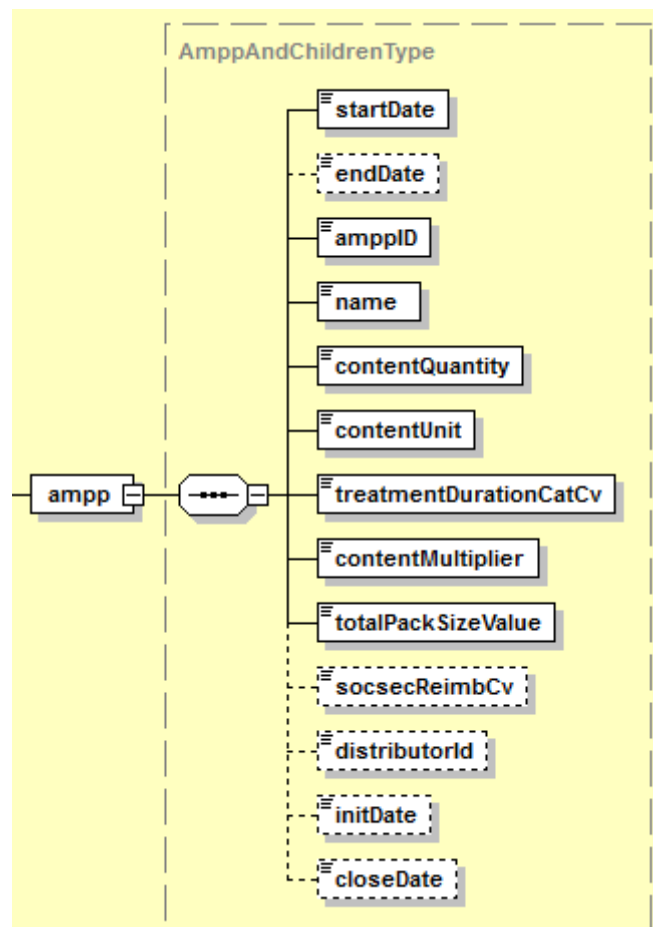 AmppAndChildrenType
startDate
endDate
amppID
name
contentQuantity
contentUnit
ampp
treatmentDurationCatCv
contentMultiplier
totalPackSizeValue
socsecReimbCv
distributorId
initDate
closeDate